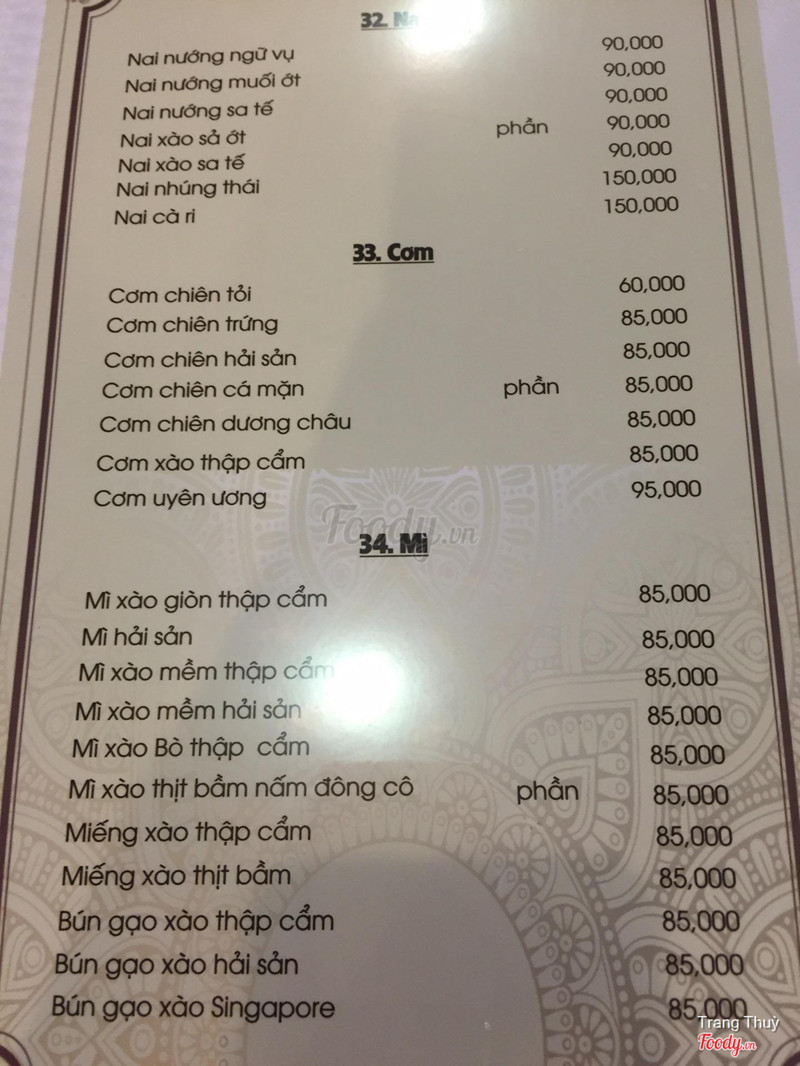 32. Na
Nai nướng ngũ vụ 90,000
Nai nướng muối ớt 90,000
Nai nướng sa tế 90,000
Nai xào sả ớt phần 90,000
Nai xào sa tế 90,000
Nai nhúng thái 150,000
Nai cà ri 150,000
33. Cơm
Cơm chiên tỏi 60,000
Cơm chiên trứng 85,000
Cơm chiên hải sản 85,000
Cơm chiên cá mặn phần 85,000
Cơm chiên dương châu 85,000
Cơm xào thập cẩm 85,000
Cơm uyên ương 95,000
Foody.vn
34. Mì
Mì xào giòn thập cẩm 85,000
Mì hải sản 85,000
Mì xào mềm thập cẩm 85,000
Mì xào mềm hải sản 85,000
Mì xào Bò thập cẩm 85,000
Mì xào thịt bầm nấm đông cô phần 85,000
Miếng xào thập cẩm 85,000
Miếng xào thịt bầm 85,000
Bún gạo xào thập cẩm 85,000
Bún gạo xào hải sản 85,000
Bún gạo xào Singapore 85,000
Trang Thuỳ
Foody.vn